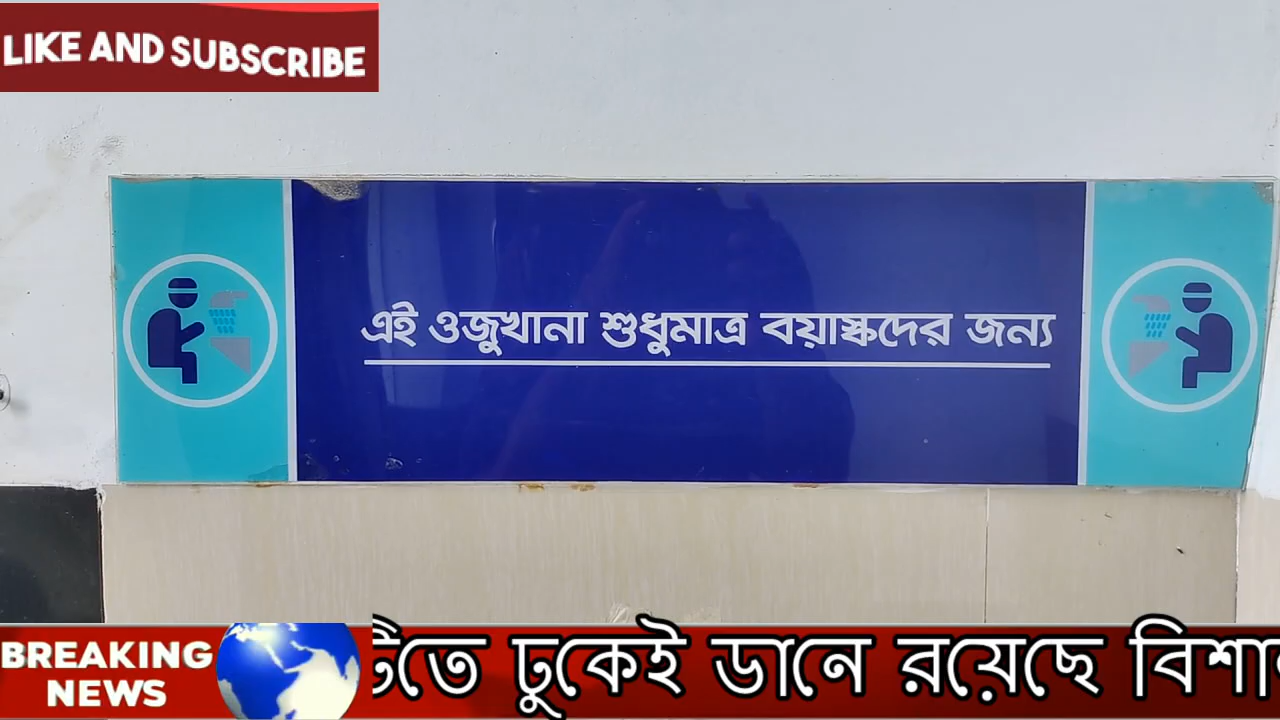 LIKE AND SUBSCRIBE
এই ওজুখানা শুধুমাত্র বয়াস্কদের জন্য
BREAKING
NEWS
ঢুকেই ডানে রয়েছে